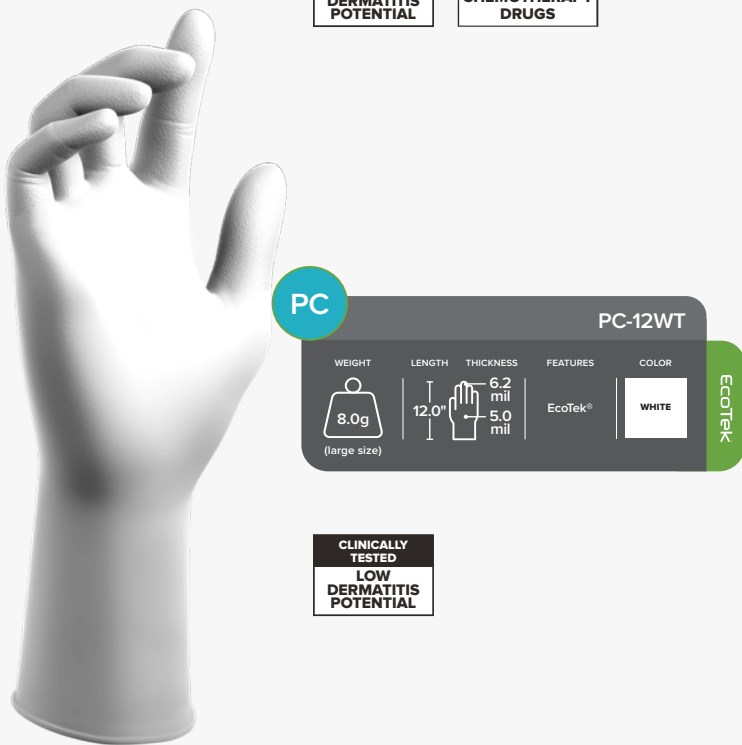 DERMATITIS
POTENTIAL
CHEMOTHERAPY
DRUGS
PC
PC-12WT
WEIGHT
LENGTH
THICKNESS
FEATURES
COLOR
8.0g
(large size)
12.0"
6.2
mil
5.0
mil
EcoTek®
WHITE
EcoTek
CLINICALLY
TESTED
LOW
DERMATITIS
POTENTIAL